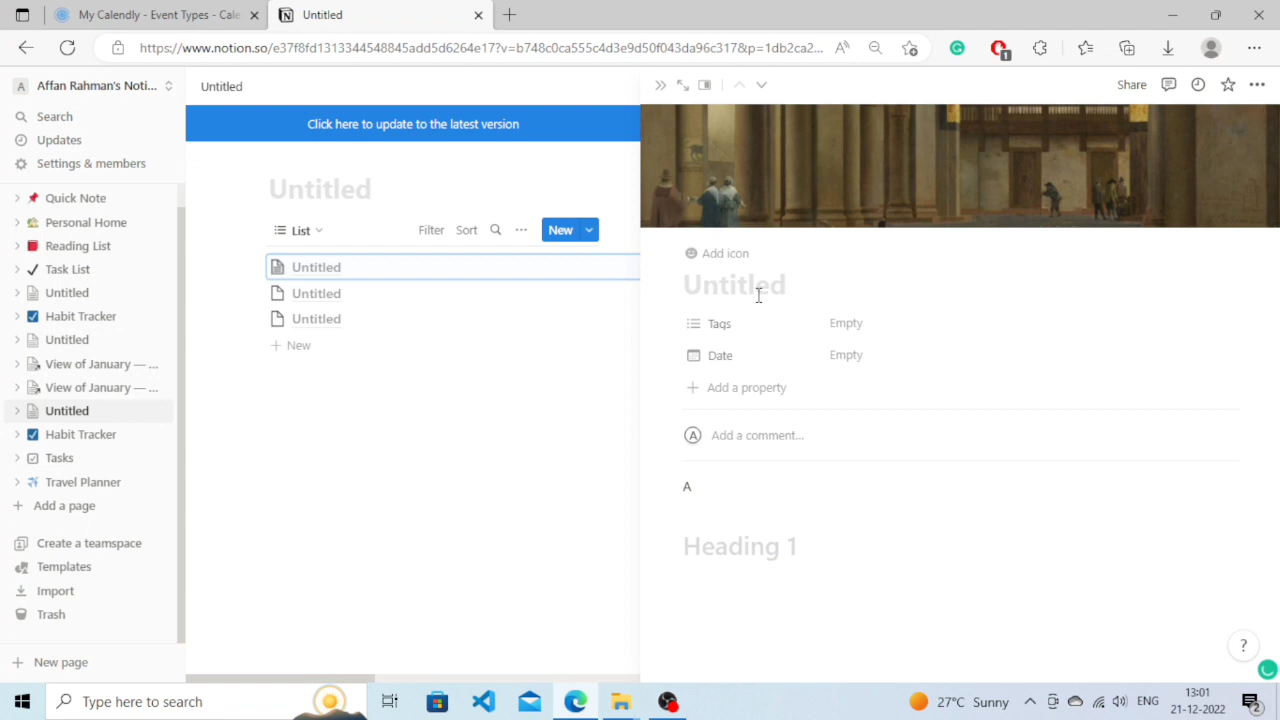 My Calendly - Event Types - Cale
Untitled
https://www.notion.so/e37f8fd1313344548845add5d6264e17?v=b748c0ca555c4d3e9d50f043da96c317&p=1db2ca2...
1
A Affan Rahman's Noti...
Untitled
Share
Search
Updates
Settings & members
Click here to update to the latest version
Quick Note
Personal Home
Reading List
Task List
Untitled
Habit Tracker
Untitled
View of January — ...
View of January — ...
Untitled
Habit Tracker
Tasks
Travel Planner
Add a page
Create a teamspace
Templates
Import
Trash
New page
Untitled
List
Filter
Sort
New
Untitled
Untitled
Untitled
New
Add icon
Untitled
Tags Empty
Date Empty
Add a property
A Add a comment...
A
Heading 1
?
Type here to search
27°C Sunny
ENG
13:01
21-12-2022
2